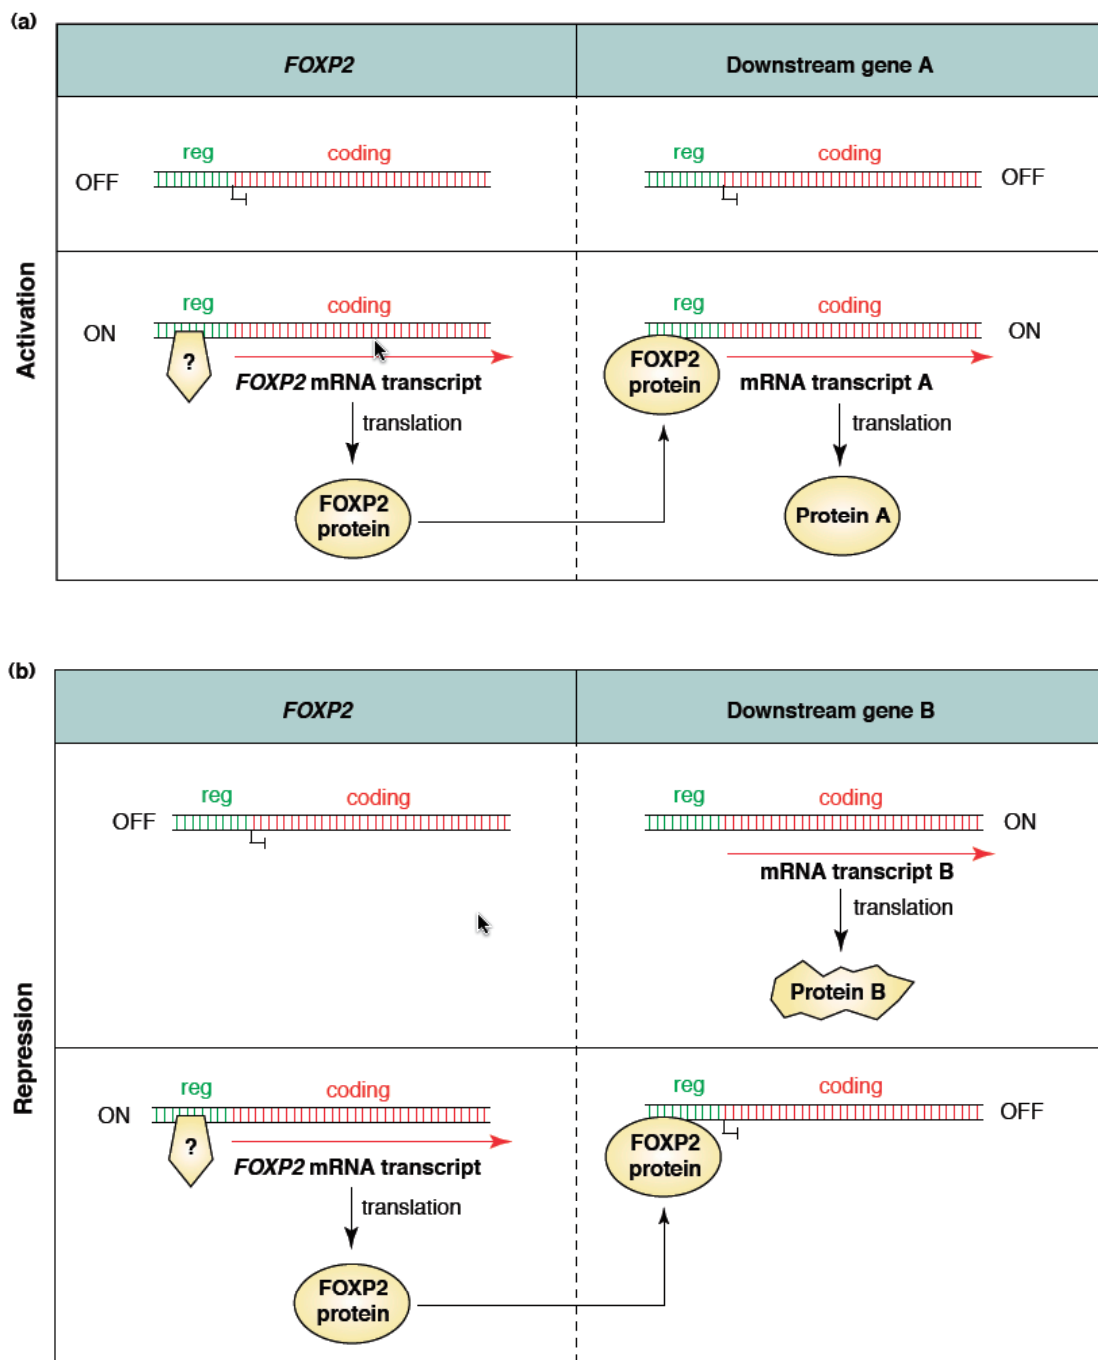 (a)
FOXP2
Downstream gene A
Activation
reg
coding
OFF
reg
coding
OFF
reg
coding
ON
?
FOXP2 mRNA transcript
translation
FOXP2
protein
reg
coding
ON
FOXP2
protein
mRNA transcript A
translation
Protein A
(b)
FOXP2
Downstream gene B
Repression
reg
coding
OFF
reg
coding
ON
mRNA transcript B
translation
Protein B
reg
coding
ON
?
FOXP2 mRNA transcript
translation
FOXP2
protein
reg
coding
OFF
FOXP2
protein